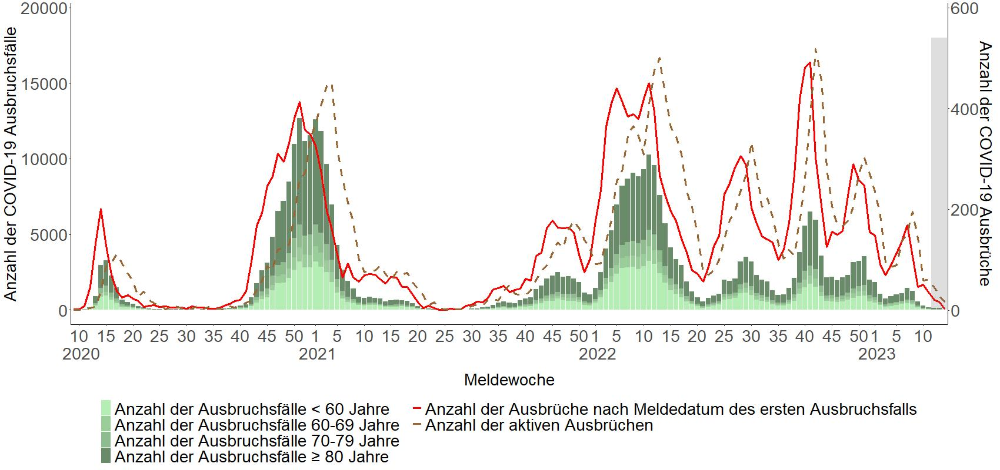 20000
15000
10000
5000
0
Anzahl der COVID-19 Ausbruchsfälle
600
400
200
0
Anzahl der COVID-19 Ausbrüche
10 15 20 25 30 35 40 45 50 1 5 10 15 20 25 30 35 40 45 50 1 5 10 15 20 25 30 35 40 45 50 1 5 10
2020 2021 2022 2023
Meldewoche
Anzahl der Ausbruchsfälle < 60 Jahre
Anzahl der Ausbruchsfälle 60-69 Jahre
Anzahl der Ausbruchsfälle 70-79 Jahre
Anzahl der Ausbruchsfälle ≥ 80 Jahre
Anzahl der Ausbrüche nach Meldedatum des ersten Ausbruchsfalls
Anzahl der aktiven Ausbrüchen